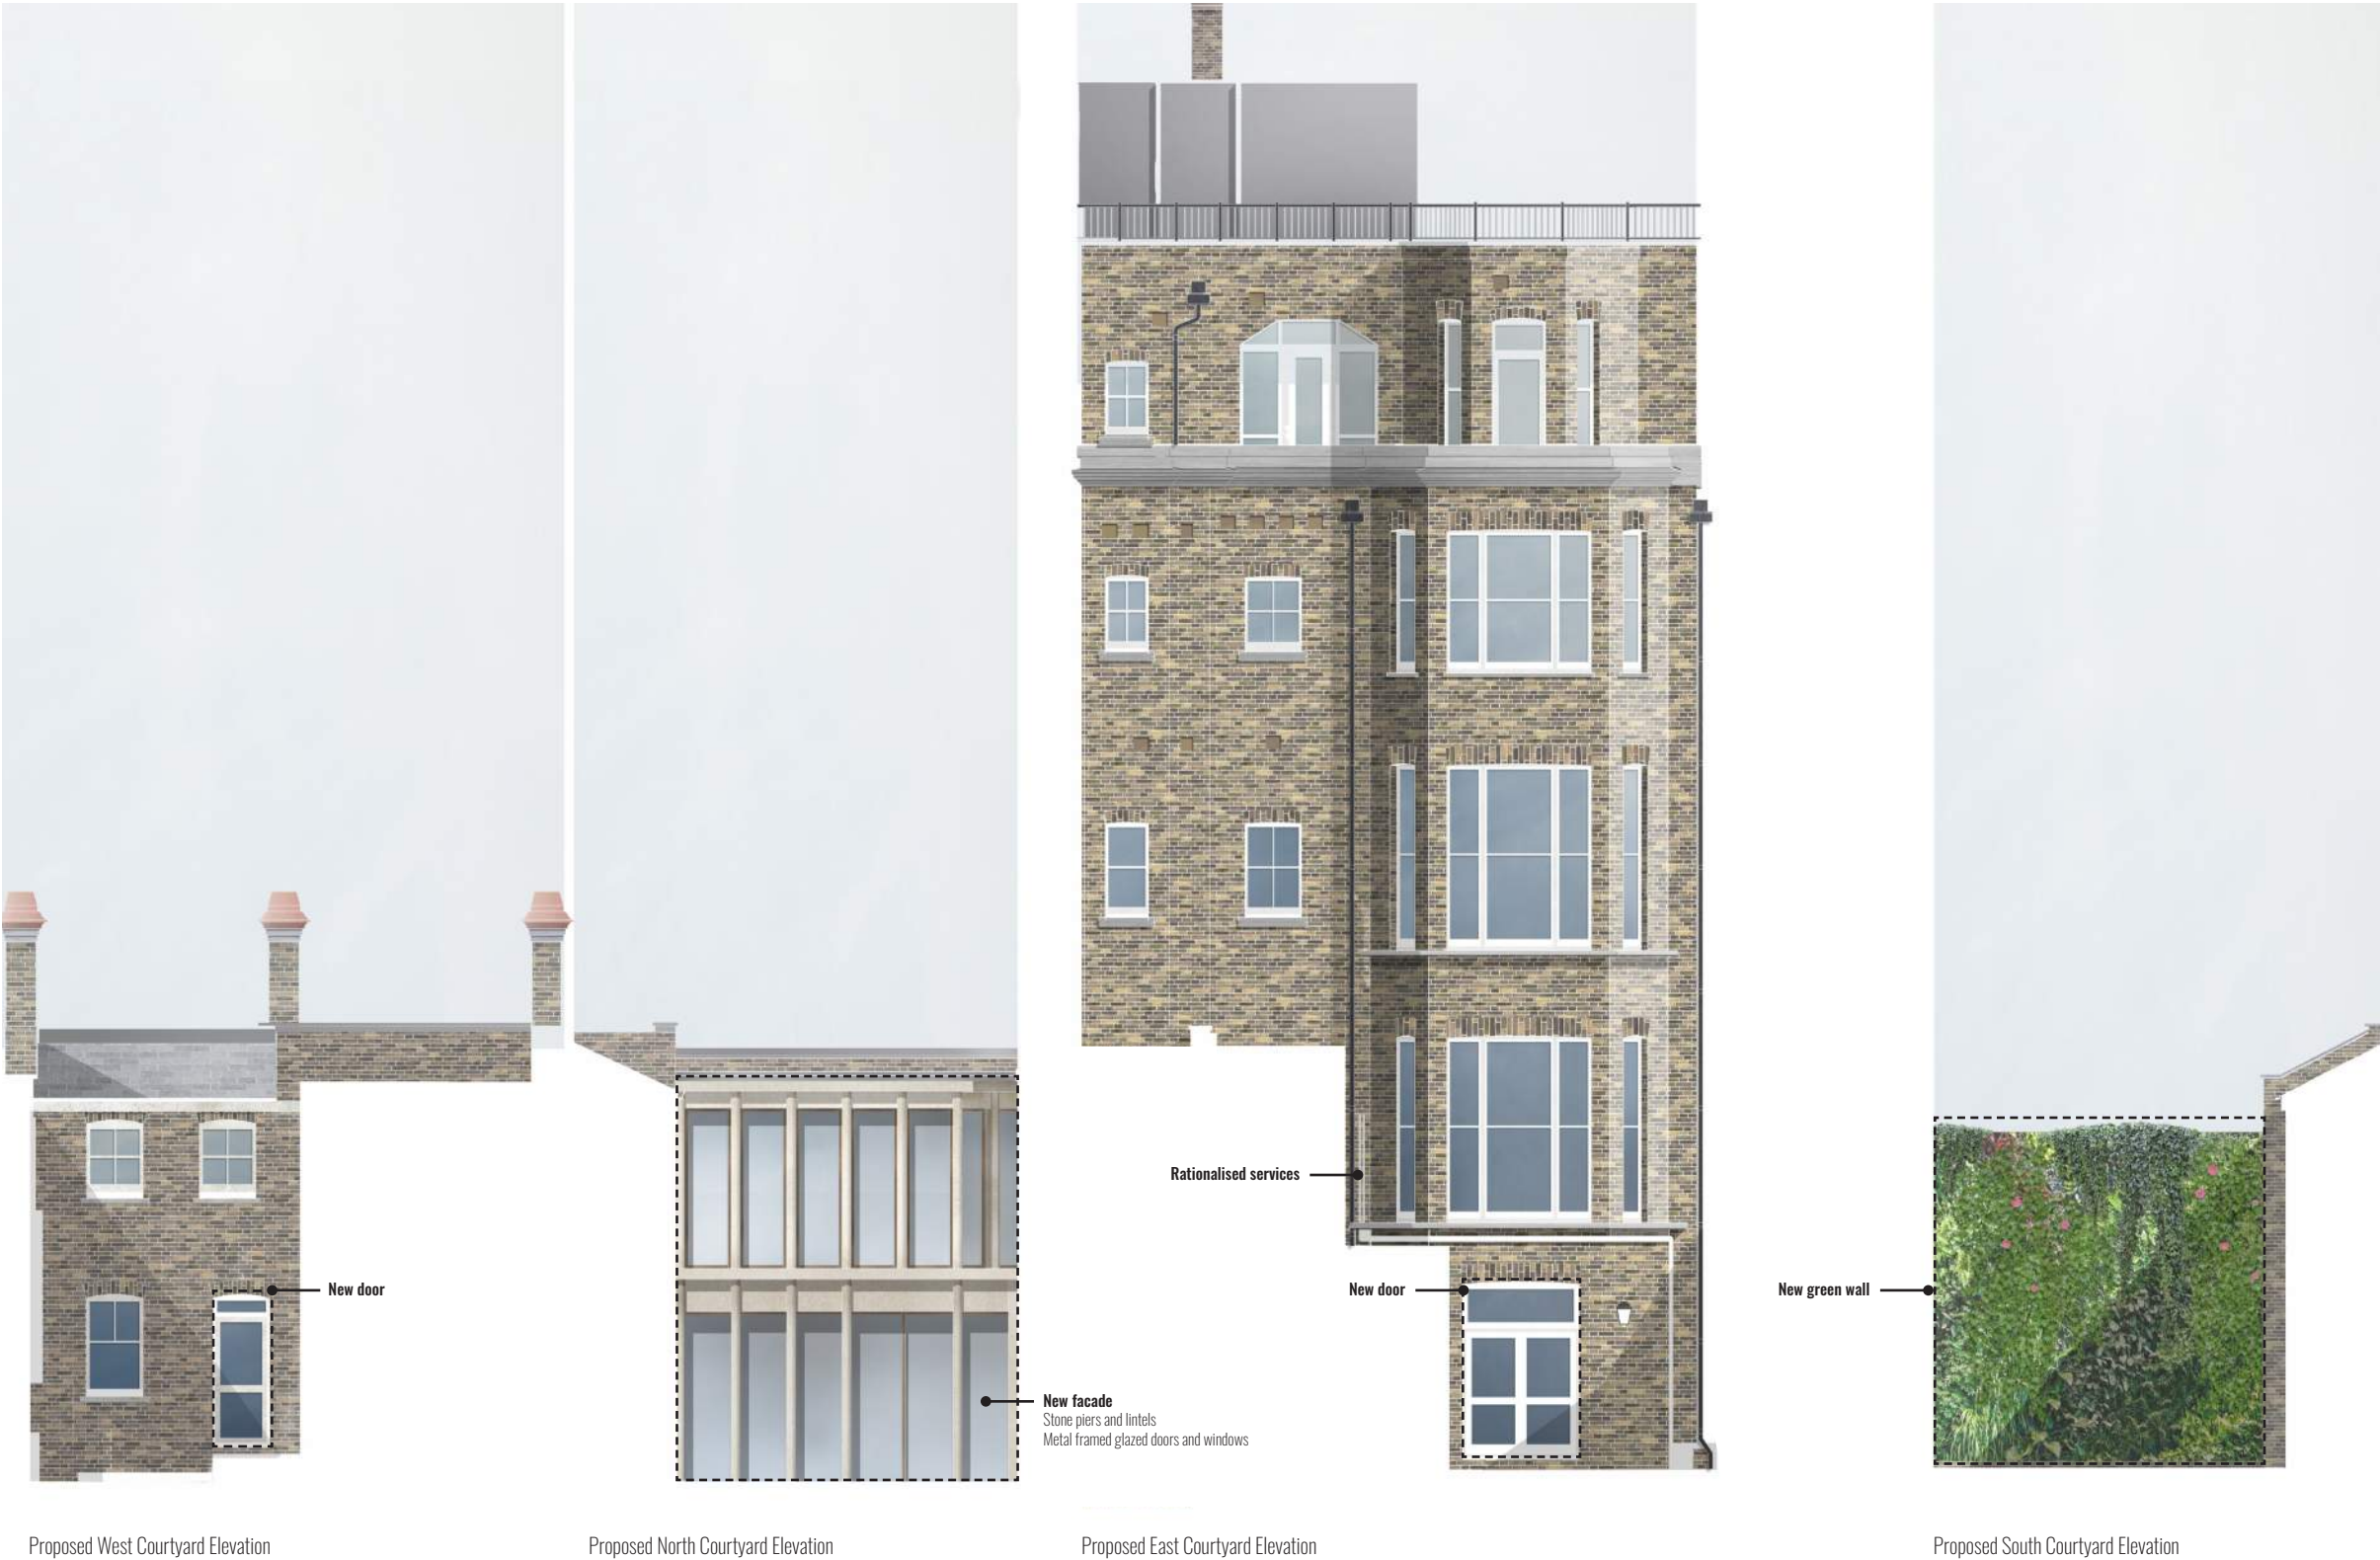 Rationalised services
New door
New door
New green wall
New facade
Stone piers and lintels
Metal framed glazed doors and windows
Proposed West Courtyard Elevation
Proposed North Courtyard Elevation
Proposed East Courtyard Elevation
Proposed South Courtyard Elevation